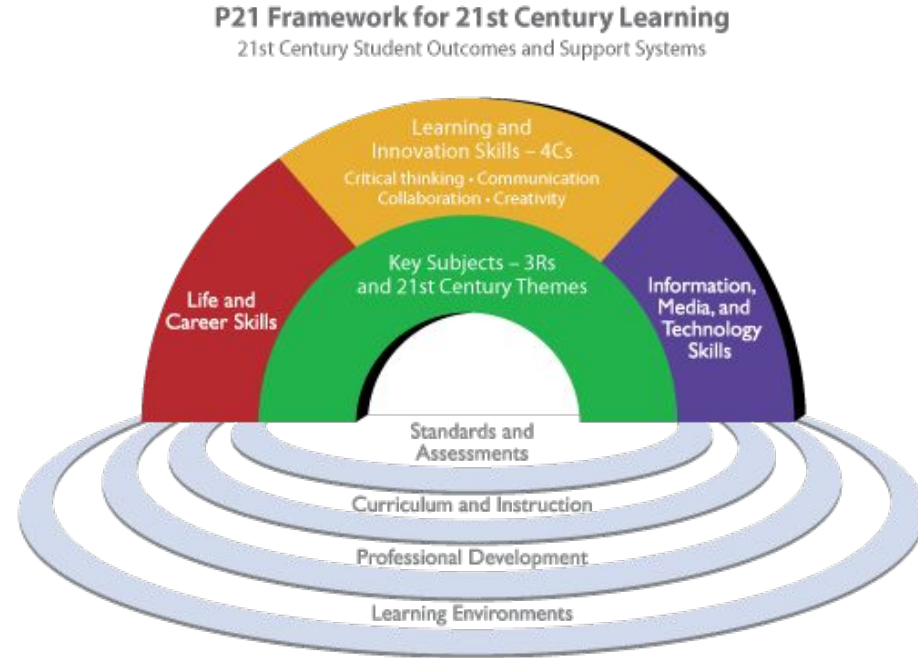 P21 Framework for 21st Century Learning
21st Century Student Outcomes and Support Systems
Learning and
Innovation Skills – 4Cs
Critical thinking • Communication
Collaboration • Creativity
Key Subjects – 3Rs
and 21st Century Themes
Life and
Career Skills
Information,
Media, and
Technology
Skills
Standards and
Assessments
Curriculum and Instruction
Professional Development
Learning Environments